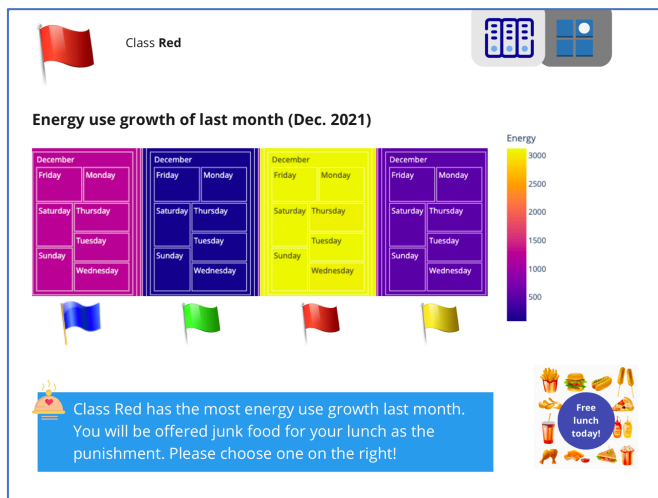 Class Red
Energy use growth of last month (Dec. 2021)
Energy
December
Friday Monday
Saturday Thursday
Tuesday
Sunday
Wednesday
December
Friday Monday
Saturday Thursday
Tuesday
Sunday
Wednesday
December
Friday Monday
Saturday Thursday
Tuesday
Sunday
Wednesday
December
Friday Monday
Saturday Thursday
Tuesday
Sunday
Wednesday
3000
2500
2000
1500
1000
500
Class Red has the most energy use growth last month.
You will be offered junk food for your lunch as the
punishment. Please choose one on the right!
Free
lunch
today!